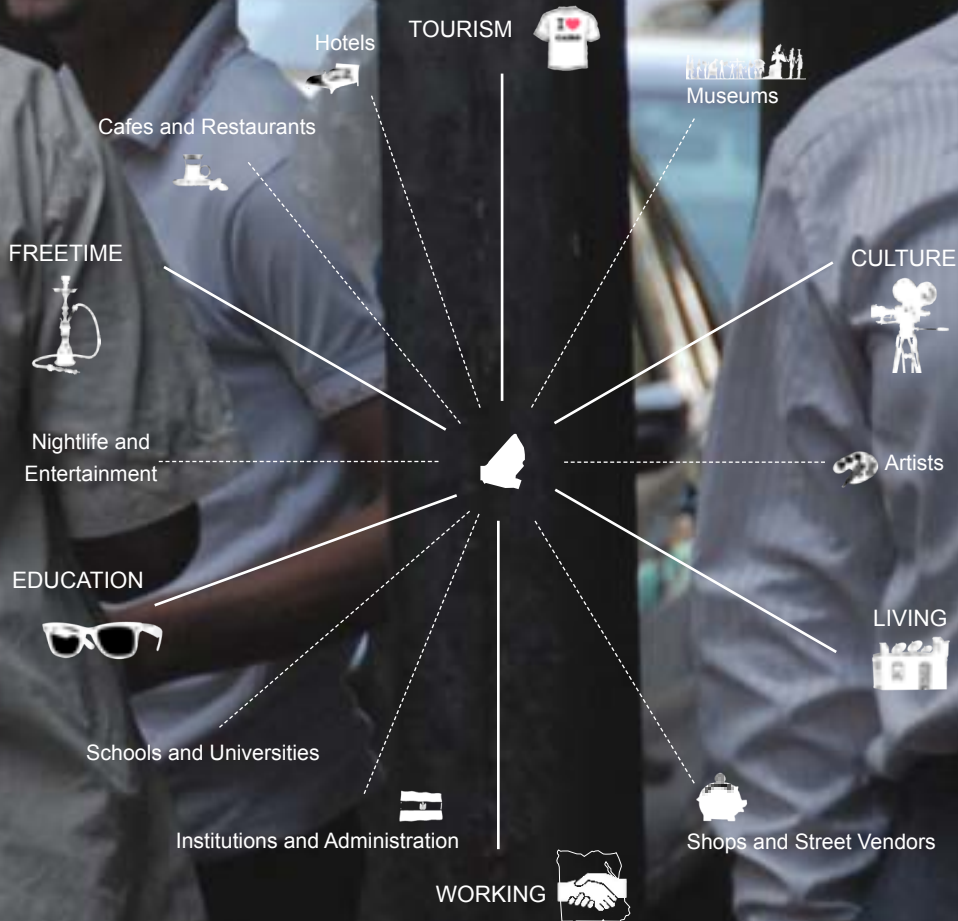 TOURISM
I
CAIRO
Hotels
Museums
Cafes and Restaurants
FREETIME
CULTURE
Nightlife and
Entertainment
Artists
EDUCATION
LIVING
Schools and Universities
Institutions and Administration
Shops and Street Vendors
WORKING